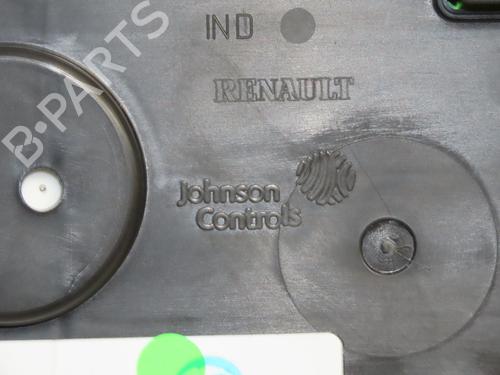 B-PARTS
IND
RENAULT
Johnson
Controls